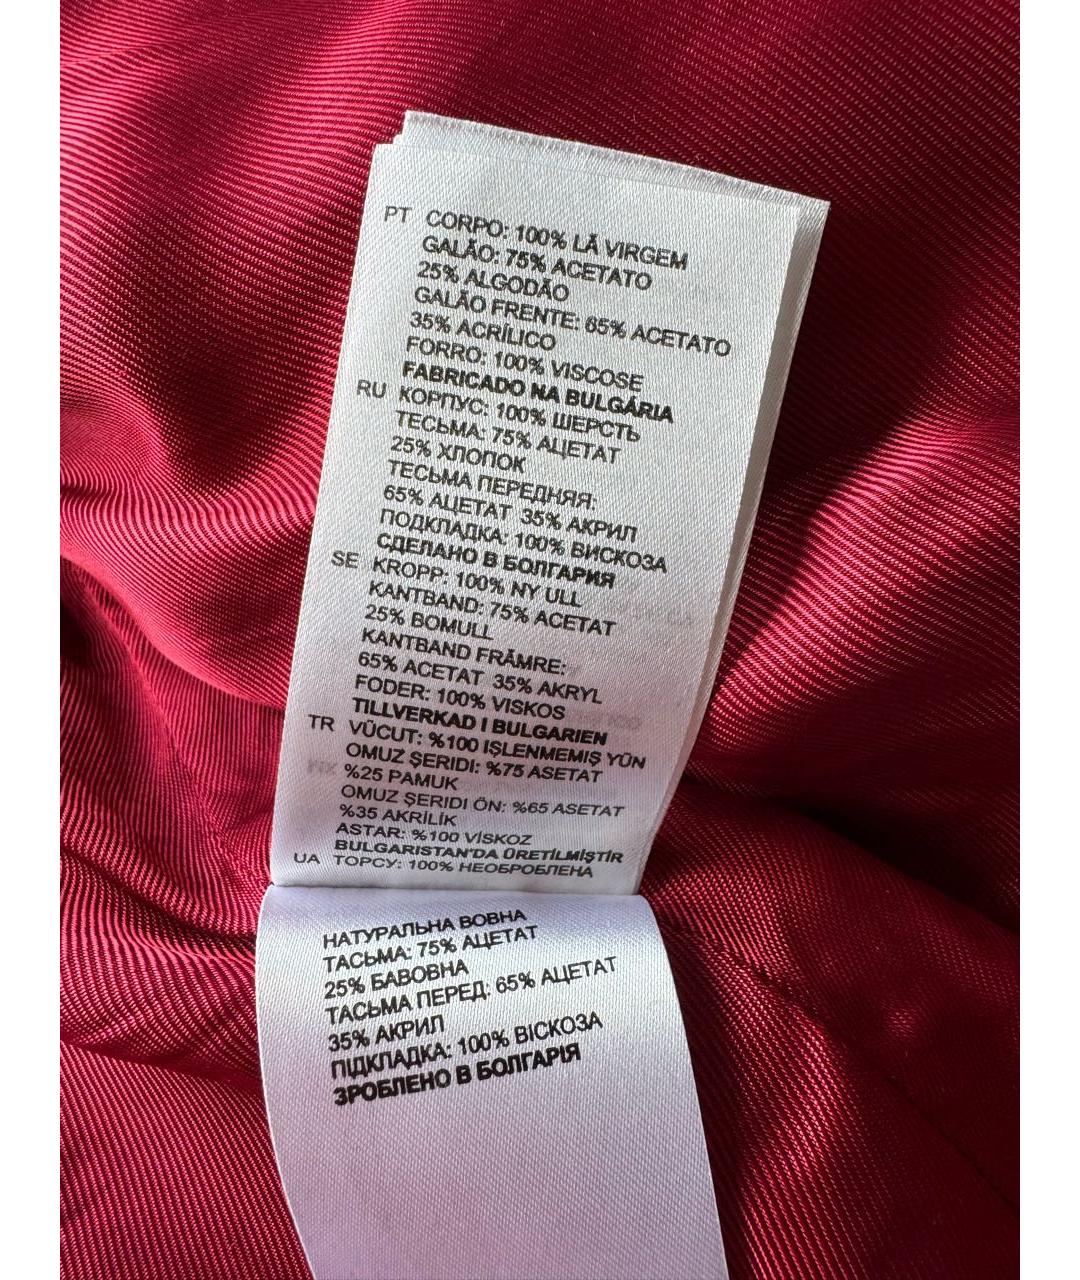 PT CORPO: 100% LÃ VIRGEM
GALÃO: 75% ACETATO
25% ALGODÃO
GALÃO FRENTE: 65% ACETATO
35% ACRÍLICO
FORRO: 100% VISCOSE
FABRICADO NA BULGÁRIA
RU КОРПУС: 100% ШЕРСТЬ
ТЕСЬМА: 75% АЦЕТАТ
25% ХЛОПОК
ТЕСЬМА ПЕРЕДНЯЯ:
65% АЦЕТАТ 35% АКРИЛ
ПОДКЛАДКА: 100% ВИСКОЗА
СДЕЛАНО В БОЛГАРИЯ
SE KROPP: 100% NY ULL
KANTBAND: 75% ACETAT
25% BOMULL
KANTBAND FRÄMRE:
65% ACETAT 35% AKRYL
FODER: 100% VISKOS
TILLVERKAD I BULGARIEN
TR VÜCUT: %100 IŞLENMEMIŞ YÜN
OMUZ ŞERIDI: %75 ASETAT
%25 PAMUK
OMUZ ŞERIDI ÖN: %65 ASETAT
%35 AKRİLİK
ASTAR: %100 VİSKOZ
BULGARISTAN'DA ÜRETİLMİŞTİR
UA ТОРСУ: 100% НЕОБРОБЛЕНА
НАТУРАЛЬНА ВОВНА
ТАСЬМА: 75% АЦЕТАТ
25% БАВОВНА
ТАСЬМА ПЕРЕД: 65% АЦЕТАТ
35% АКРИЛ
ПІДКЛАДКА: 100% ВІСКОЗА
ЗРОБЛЕНО В БОЛГАРІЯ